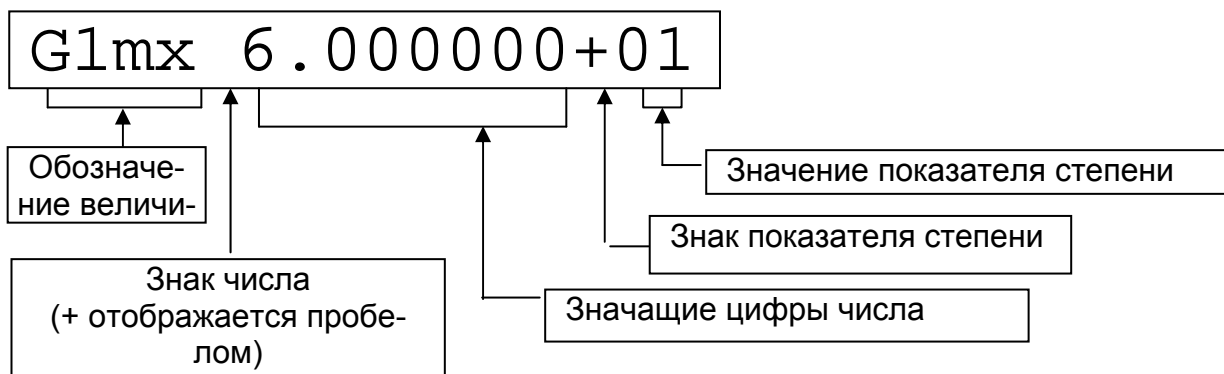 G1mx 6.000000+01
Обозначе-
ние величи-
Значение показателя степени
Знак показателя степени
Знак числа
(+ отображается пробе-
лом)
Значащие цифры числа